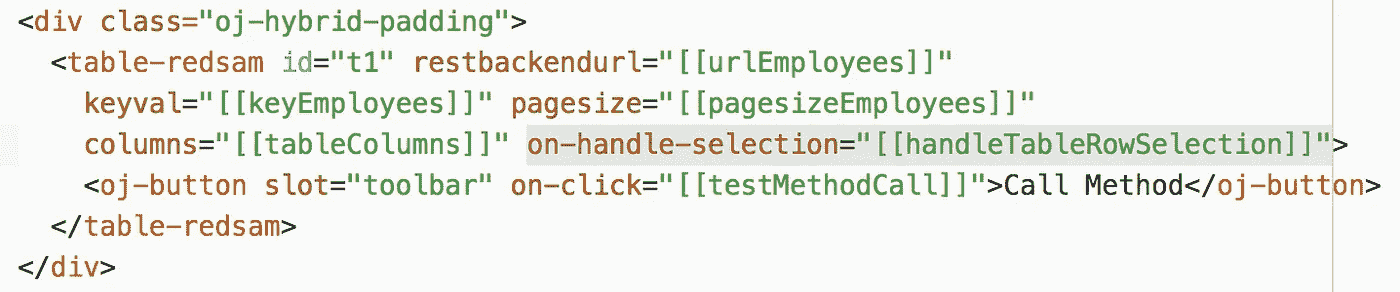 <div class="oj-hybrid-padding">
<table-redsam id="t1" restbackendurl="[[urlEmployees]]"
keyval="[[keyEmployees]]" pagesize="[[pagesizeEmployees]]"
columns="[[tableColumns]]" on-handle-selection="[[handleTableRowSelection]]">
<oj-button slot="toolbar" on-click="[[testMethodCall]]">Call Method</oj-button>
</table-redsam>
</div>